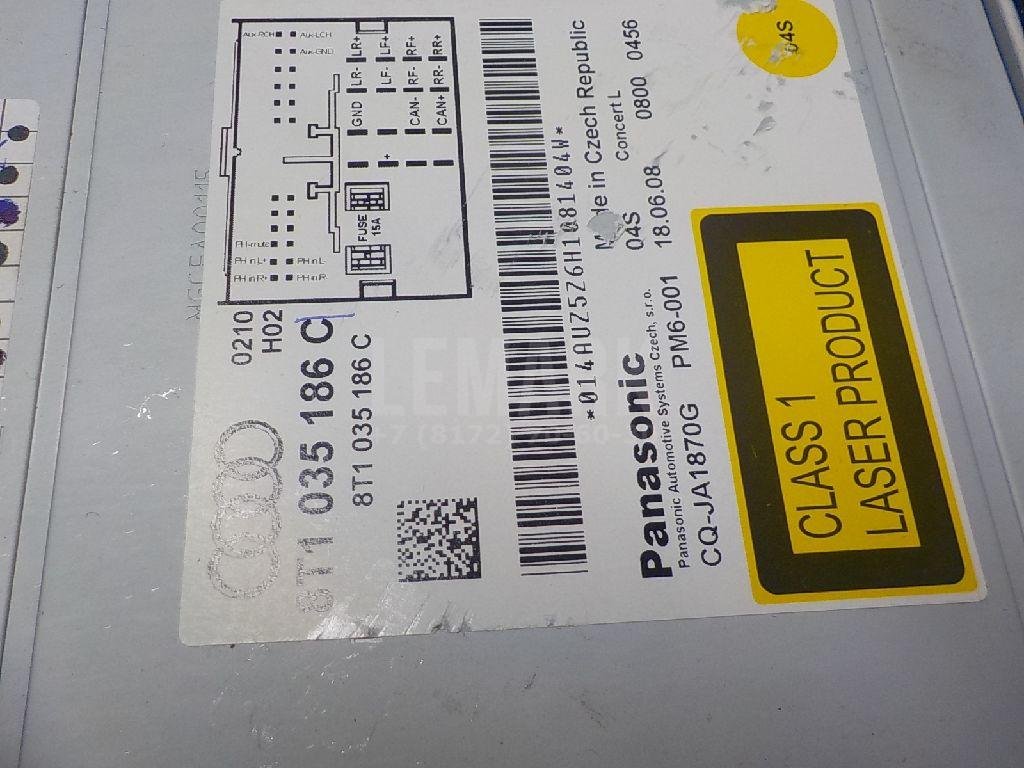 Aux-RCH Aux-LCH
Aux-GND
PH-mute
PH in L+ PH in L-
PH in R+ PH in R-
LR+ LF+ RF+ RR+
LR- LF- RF- RR-
GND CAN- CAN+
+
FUSE
15A
0210
H02
8T1 035 186 C
8T1 035 186 C
*014AUZ5Z6H1081404W*
Made in Czech Republic
04S Concert L
18.06.08 0800 0456
Panasonic
Panasonic Automotive Systems Czech, s.r.o.
CQ-JA1870G PM6-001
CLASS 1
LASER PRODUCT
04S
LEMARK